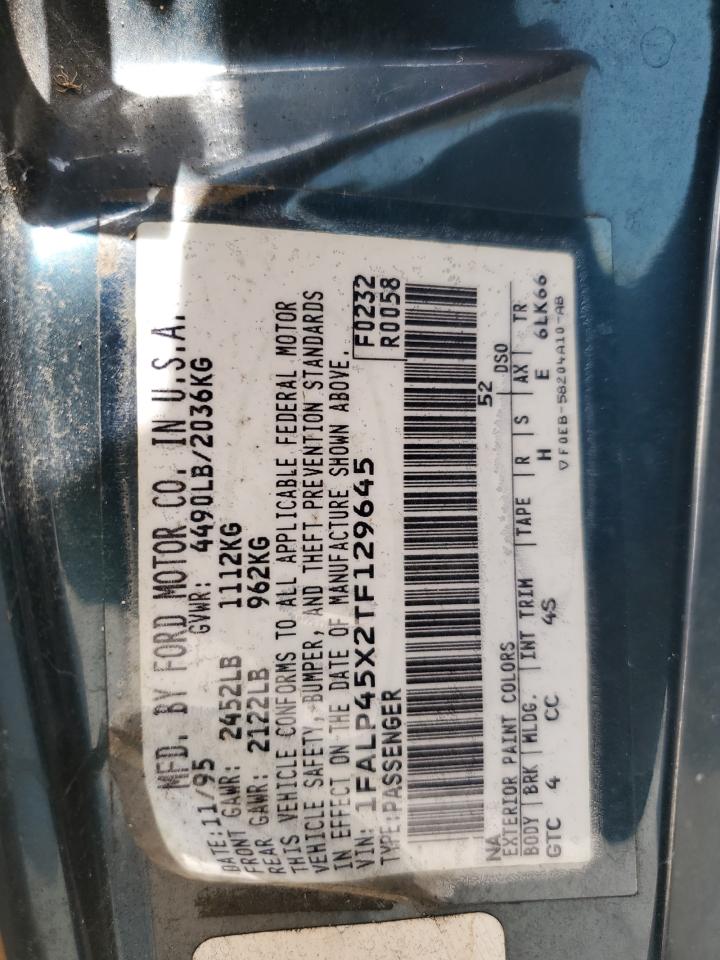 MFD. BY FORD MOTOR CO. IN U.S.A.
DATE: 11/95 GVWR: 4490LB/2036KG
FRONT GAWR: 2452LB 1112KG
REAR GAWR: 2122LB 962KG
THIS VEHICLE CONFORMS TO ALL APPLICABLE FEDERAL MOTOR
VEHICLE SAFETY, BUMPER, AND THEFT PREVENTION STANDARDS
IN EFFECT ON THE DATE OF MANUFACTURE SHOWN ABOVE.
VIN: 1FALP45X2TF129645 F0232
TYPE:PASSENGER R0058
NA 52 DSO
EXTERIOR PAINT COLORS
BODY | BRK | MLDG. | INT TRIM | TAPE | R | S | AX | TR
GTC 4 CC 4S H E 6LK66
▽F0EB-58204A10-AB